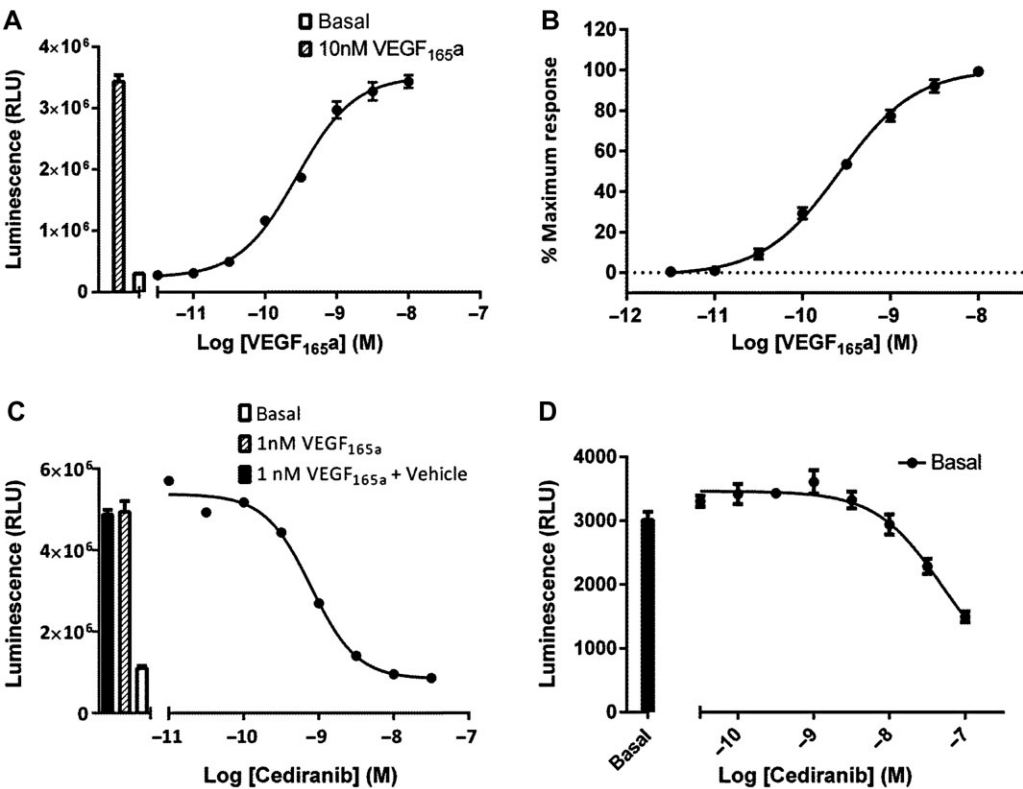 A
Basal
10nM VEGF₁₆₅a
Luminescence (RLU)
4×10⁶
3×10⁶
2×10⁶
1×10⁶
0
−11 −10 −9 −8 −7
Log [VEGF₁₆₅a] (M)
B
% Maximum response
120
100
80
60
40
20
0
−12 −11 −10 −9 −8
Log [VEGF₁₆₅a] (M)
C
Basal
1nM VEGF₁₆₅ₐ
1 nM VEGF₁₆₅ₐ + Vehicle
Luminescence (RLU)
6×10⁶
4×10⁶
2×10⁶
0
−11 −10 −9 −8 −7
Log [Cediranib] (M)
D
Basal
Luminescence (RLU)
4000
3000
2000
1000
0
Basal
−10 −9 −8 −7
Log [Cediranib] (M)